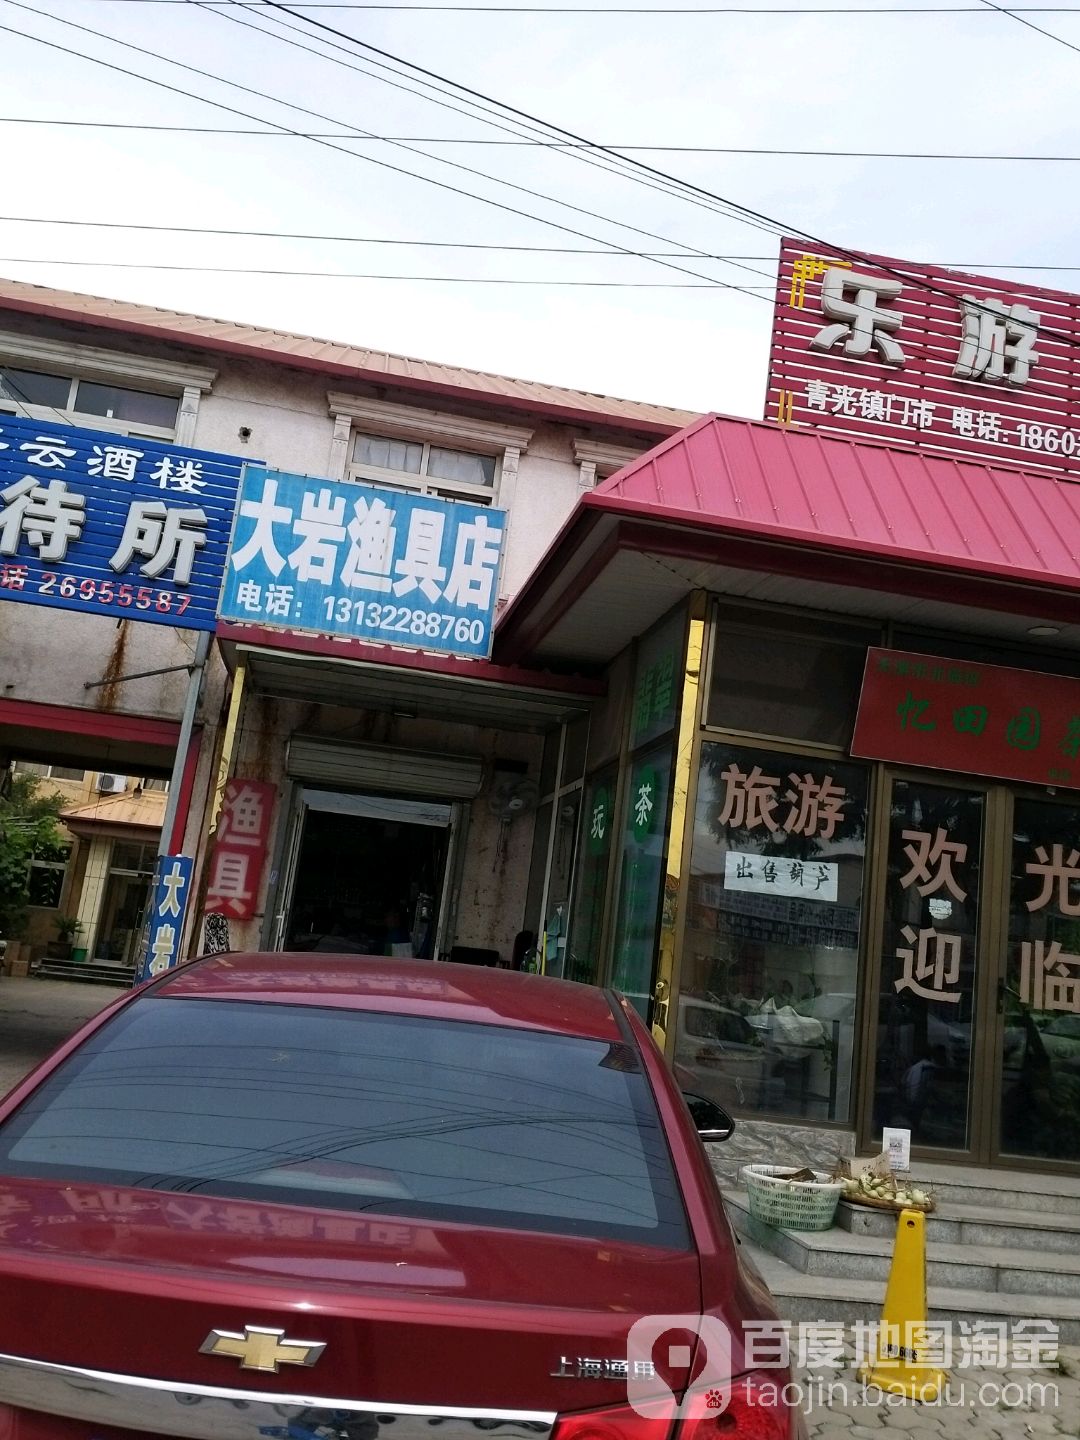 乐游
青光镇门市 电话:1860
云酒楼
待所
话 26955587
大岩渔具店
电话: 13132288760
忆田园茶
翡翠
渔具
玩
茶
旅游
出售葫芦
欢迎
光临
大岩
上海通用
百度地图淘金
taojin.baidu.com